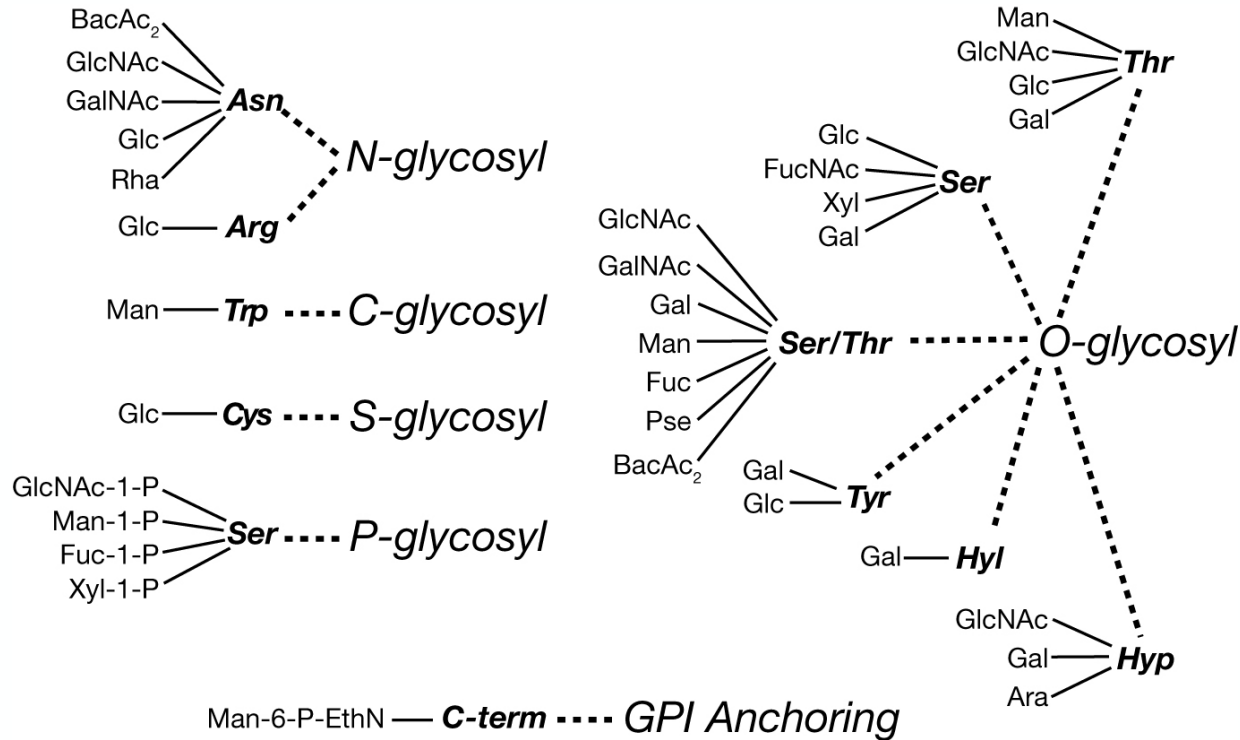 BacAc2
GlcNAc
GalNAc
Glc
Rha
Asn
Glc
Arg
N-glycosyl
Man
Trp
C-glycosyl
Glc
Cys
S-glycosyl
GlcNAc-1-P
Man-1-P
Fuc-1-P
Xyl-1-P
Ser
P-glycosyl
Man
GlcNAc
Glc
Gal
Thr
Glc
FucNAc
Xyl
Gal
Ser
GlcNAc
GalNAc
Gal
Man
Fuc
Pse
BacAc2
Ser/Thr
O-glycosyl
Gal
Glc
Tyr
Gal
Hyl
GlcNAc
Gal
Ara
Hyp
Man-6-P-EthN
C-term
GPI Anchoring